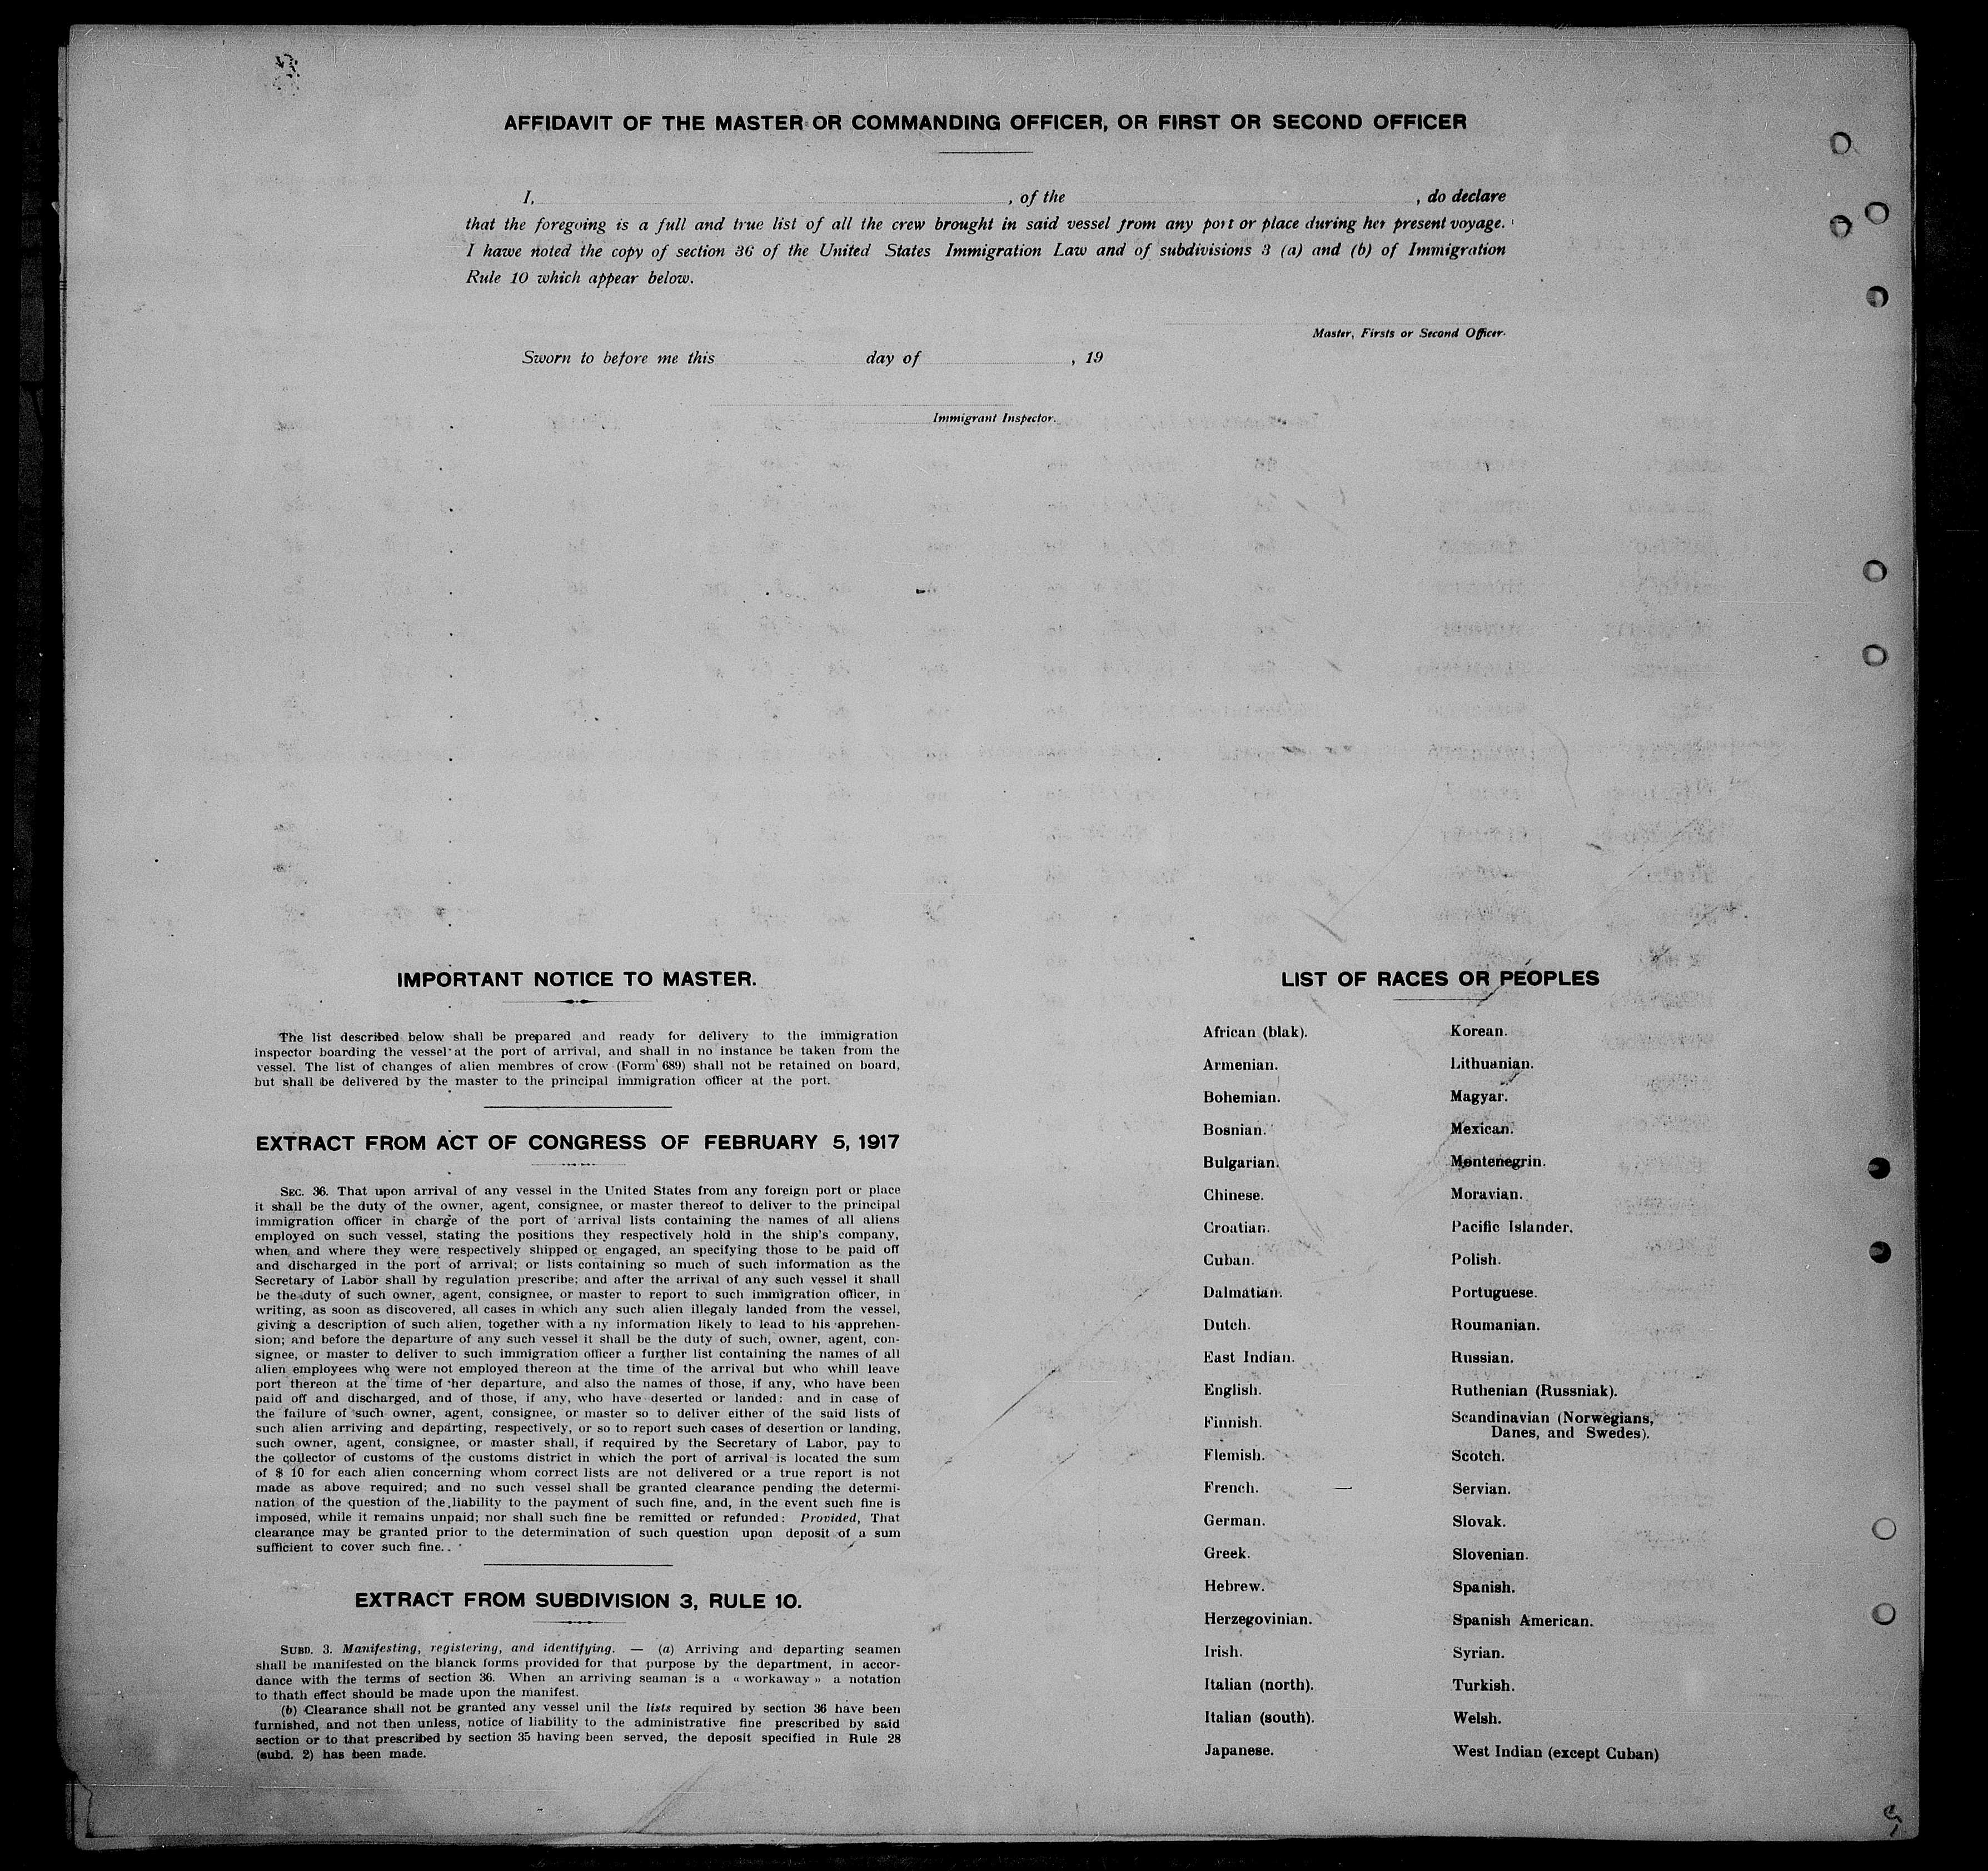 AFFIDAVIT OF THE MASTER OR COMMANDING OFFICER, OR FIRST OR SECOND OFFICER
I, , of the , do declare
that the foregoing is a full and true list of all the crew brought in said vessel from any port or place during her present voyage.
I hawe noted the copy of section 36 of the United States Immigration Law and of subdivisions 3 (a) and (b) of Immigration
Rule 10 which appear below.
Master, Firsts or Second Officer.
Sworn to before me this day of , 19
Immigrant Inspector.
IMPORTANT NOTICE TO MASTER.
The list described below shall be prepared and ready for delivery to the immigration
inspector boarding the vessel at the port of arrival, and shall in no instance be taken from the
vessel. The list of changes of alien membres of crow (Form 689) shall not be retained on board,
but shall be delivered by the master to the principal immigration officer at the port.
EXTRACT FROM ACT OF CONGRESS OF FEBRUARY 5, 1917
SEC. 36. That upon arrival of any vessel in the United States from any foreign port or place
it shall be the duty of the owner, agent, consignee, or master thereof to deliver to the principal
immigration officer in charge of the port of arrival lists containing the names of all aliens
employed on such vessel, stating the positions they respectively hold in the ship's company,
when and where they were respectively shipped or engaged, an specifying those to be paid off
and discharged in the port of arrival; or lists containing so much of such information as the
Secretary of Labor shall by regulation prescribe; and after the arrival of any such vessel it shall
be the duty of such owner, agent, consignee, or master to report to such immigration officer, in
writing, as soon as discovered, all cases in which any such alien illegaly landed from the vessel,
giving a description of such alien, together with a ny information likely to lead to his apprehen-
sion; and before the departure of any such vessel it shall be the duty of such, owner, agent, con-
signee, or master to deliver to such immigration officer a further list containing the names of all
alien employees who were not employed thereon at the time of the arrival but who whill leave
port thereon at the time of her departure, and also the names of those, if any, who have been
paid off and discharged, and of those, if any, who have deserted or landed: and in case of
the failure of such owner, agent, consignee, or master so to deliver either of the said lists of
such alien arriving and departing, respectively, or so to report such cases of desertion or landing,
such owner, agent, consignee, or master shall, if required by the Secretary of Labor, pay to
the collector of customs of the customs district in which the port of arrival is located the sum
of $ 10 for each alien concerning whom correct lists are not delivered or a true report is not
made as above required; and no such vessel shall be granted clearance pending the determi-
nation of the question of the liability to the payment of such fine, and, in the event such fine is
imposed, while it remains unpaid; nor shall such fine be remitted or refunded: Provided, That
clearance may be granted prior to the determination of such question upon deposit of a sum
sufficient to cover such fine.
EXTRACT FROM SUBDIVISION 3, RULE 10.
SUBD. 3. Manifesting, registering, and identifying. — (a) Arriving and departing seamen
shall be manifested on the blanck forms provided for that purpose by the department, in accor-
dance with the terms of section 36. When an arriving seaman is a « workaway » a notation
to thath effect should be made upon the manifest.
(b) Clearance shall not be granted any vessel unil the lists required by section 36 have been
furnished, and not then unless, notice of liability to the administrative fine prescribed by said
section or to that prescribed by section 35 having been served, the deposit specified in Rule 28
(subd. 2) has been made.
LIST OF RACES OR PEOPLES
African (blak).
Armenian.
Bohemian.
Bosnian.
Bulgarian.
Chinese.
Croatian.
Cuban.
Dalmatian.
Dutch.
East Indian.
English.
Finnish.
Flemish.
French.
German.
Greek.
Hebrew.
Herzegovinian.
Irish.
Italian (north).
Italian (south).
Japanese.
Korean.
Lithuanian.
Magyar.
Mexican.
Montenegrin.
Moravian.
Pacific Islander.
Polish.
Portuguese.
Roumanian.
Russian.
Ruthenian (Russniak).
Scandinavian (Norwegians,
Danes, and Swedes).
Scotch.
Servian.
Slovak.
Slovenian.
Spanish.
Spanish American.
Syrian.
Turkish.
Welsh.
West Indian (except Cuban)